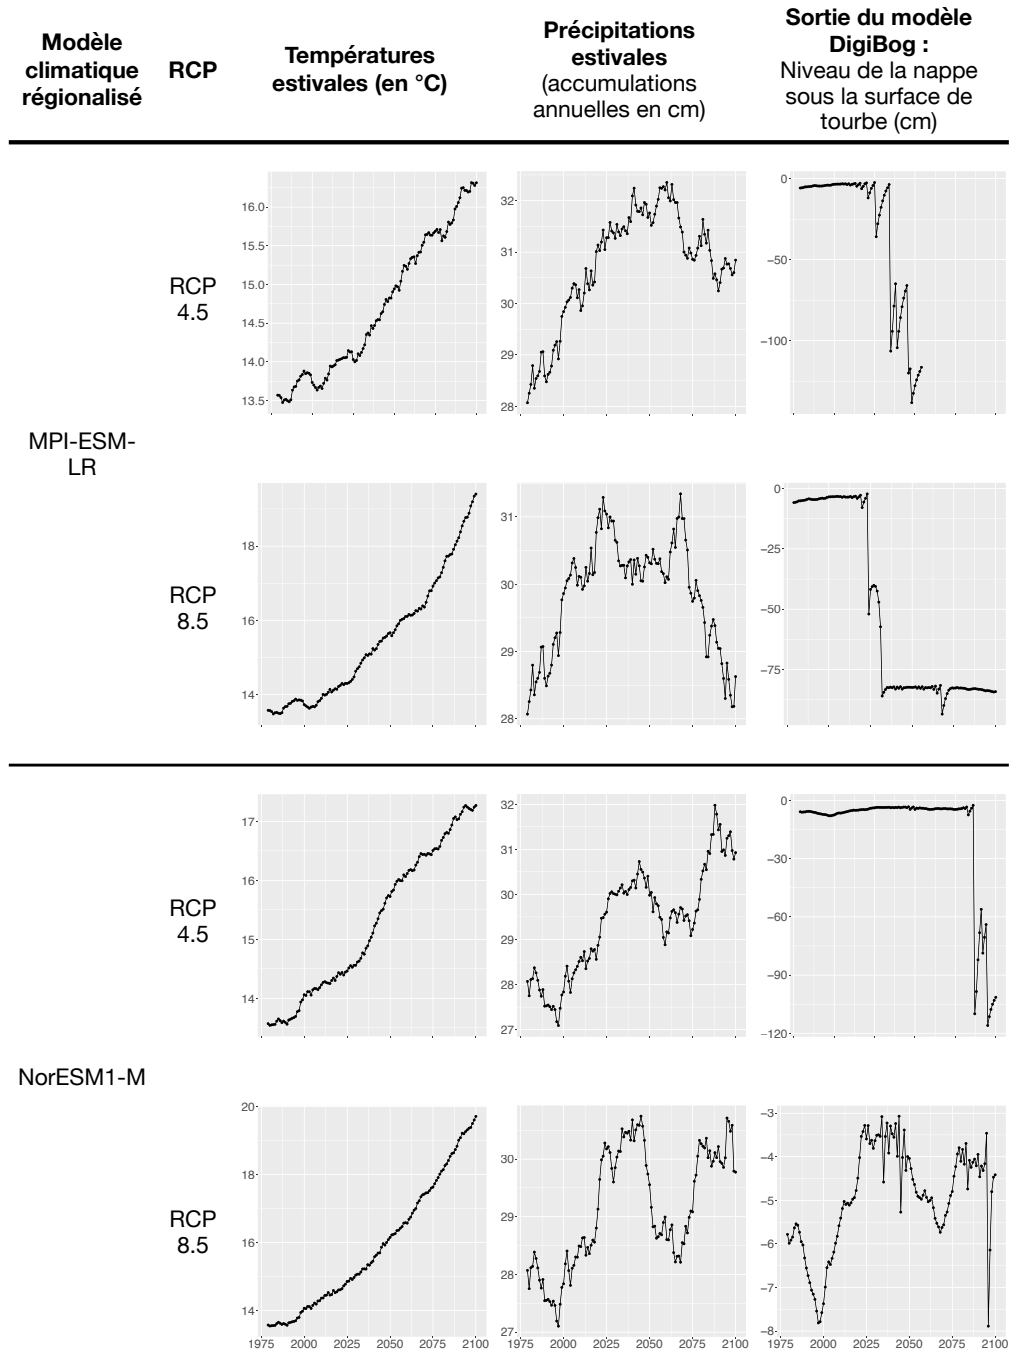 Modèle
climatique
régionalisé
RCP
Températures
estivales (en °C)
Précipitations
estivales
(accumulations
annuelles en cm)
Sortie du modèle
DigiBog :
Niveau de la nappe
sous la surface de
tourbe (cm)
MPI-ESM-
LR
RCP
4.5
16.0
15.5
15.0
14.5
14.0
13.5
32
31
30
29
28
0
−50
−100
RCP
8.5
18
16
14
31
30
29
28
0
−25
−50
−75
NorESM1-M
RCP
4.5
17
16
15
14
32
31
30
29
28
27
0
−30
−60
−90
−120
RCP
8.5
20
18
16
14
1975 2000 2025 2050 2075 2100
30
29
28
27
1975 2000 2025 2050 2075 2100
−3
−4
−5
−6
−7
−8
1975 2000 2025 2050 2075 2100